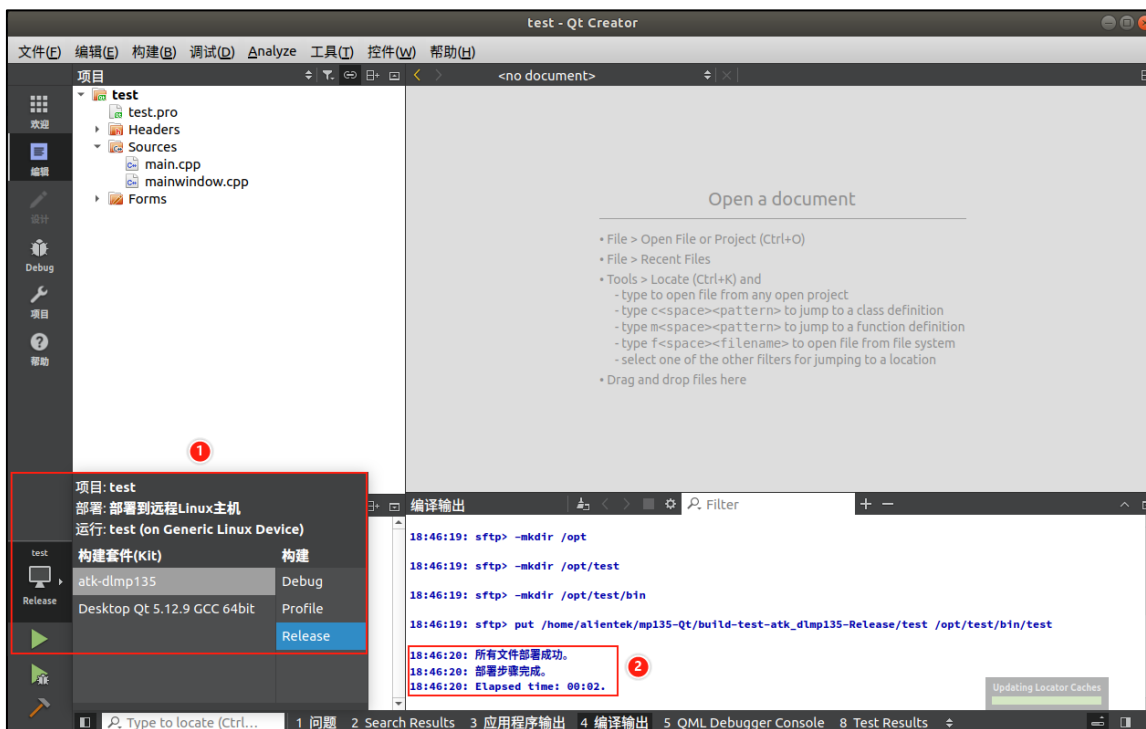 test - Qt Creator
文件(F) 编辑(E) 构建(B) 调试(D) Analyze 工具(T) 控件(W) 帮助(H)
项目
<no document>
欢迎
编辑
设计
Debug
项目
帮助
test
test.pro
Headers
Sources
main.cpp
mainwindow.cpp
Forms
Open a document
• File > Open File or Project (Ctrl+O)
• File > Recent Files
• Tools > Locate (Ctrl+K) and
- type to open file from any open project
- type c<space><pattern> to jump to a class definition
- type m<space><pattern> to jump to a function definition
- type f<space><filename> to open file from file system
- select one of the other filters for jumping to a location
• Drag and drop files here
1
项目: test
部署: 部署到远程Linux主机
运行: test (on Generic Linux Device)
构建套件(Kit) 构建
atk-dlmp135 Debug
Desktop Qt 5.12.9 GCC 64bit Profile
Release
test
Release
编译输出 Filter
18:46:19: sftp> -mkdir /opt
18:46:19: sftp> -mkdir /opt/test
18:46:19: sftp> -mkdir /opt/test/bin
18:46:19: sftp> put /home/alientek/mp135-Qt/build-test-atk_dlmp135-Release/test /opt/test/bin/test
18:46:20: 所有文件部署成功。
18:46:20: 部署步骤完成。
18:46:20: Elapsed time: 00:02.
2
Updating Locator Caches
Type to locate (Ctrl... 1 问题 2 Search Results 3 应用程序输出 4 编译输出 5 QML Debugger Console 8 Test Results